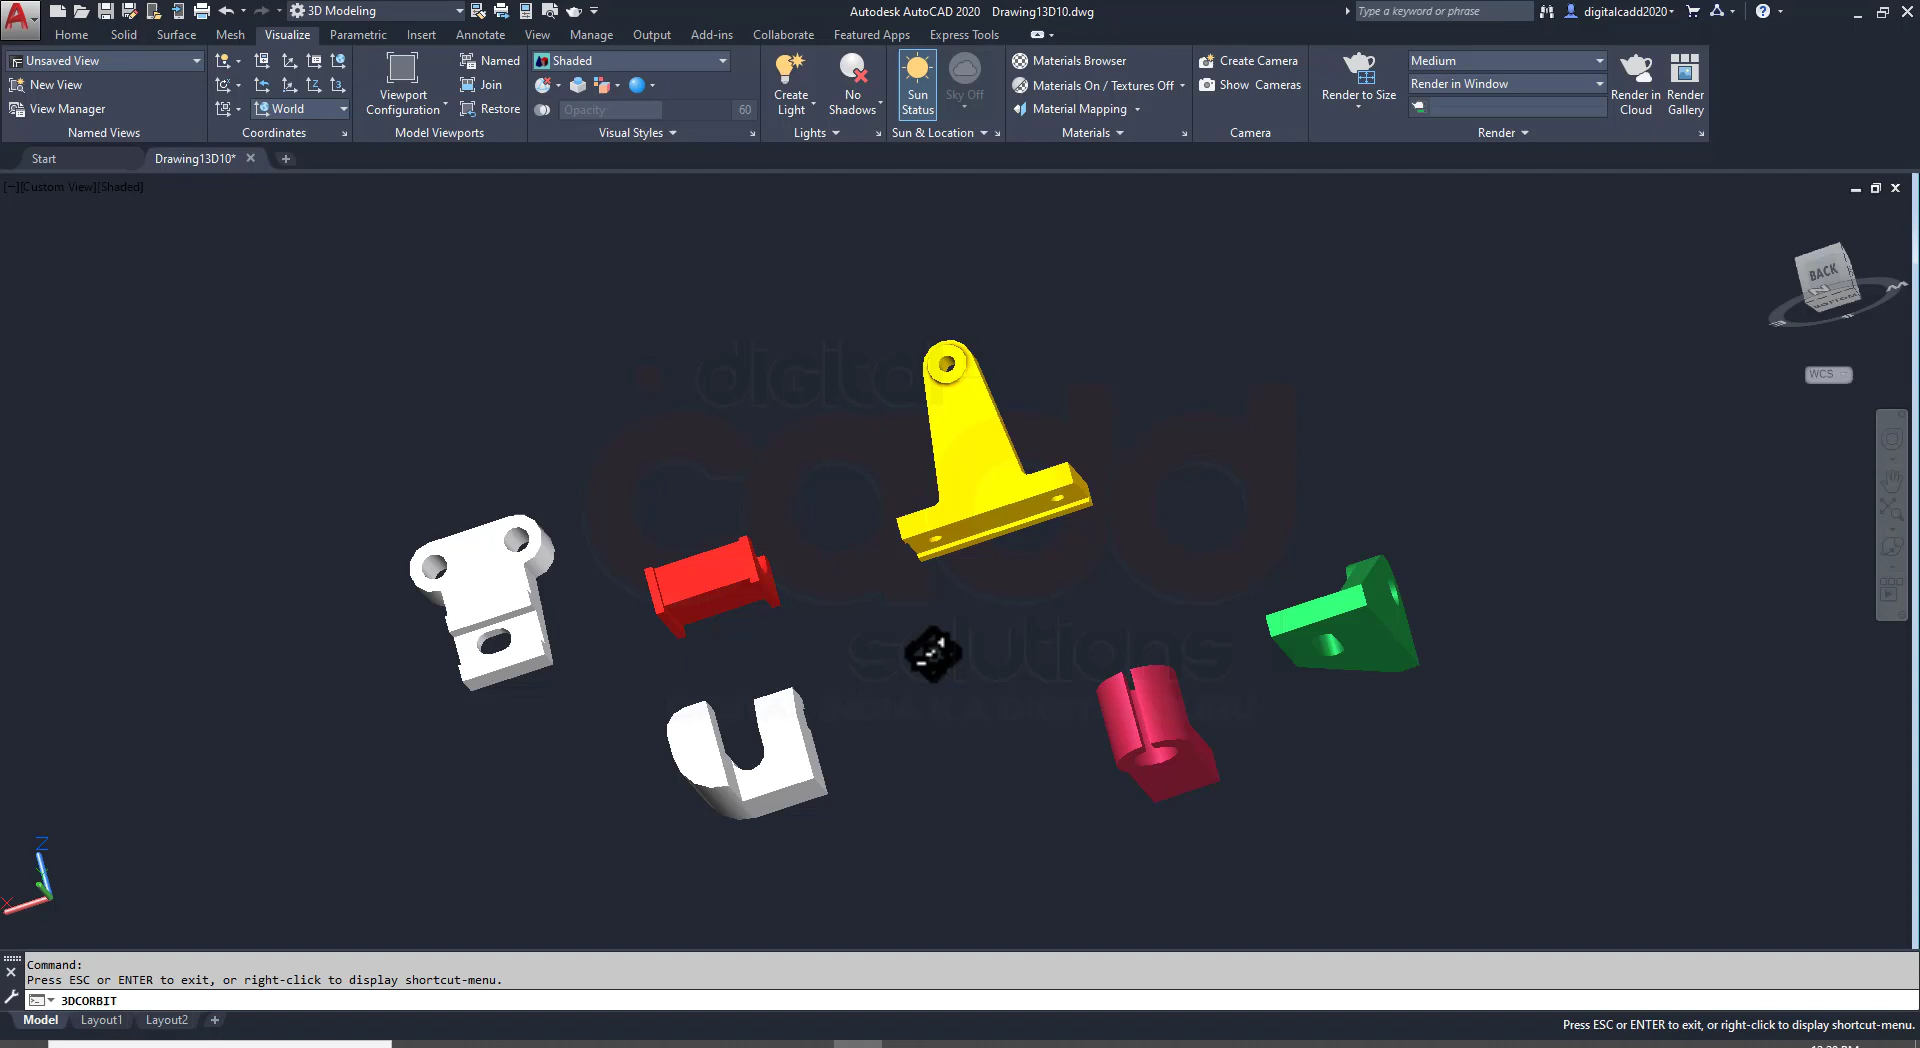 3D Modeling
Autodesk AutoCAD 2020 Drawing13D10.dwg
Type a keyword or phrase
digitalcadd2020
Home Solid Surface Mesh Visualize Parametric Insert Annotate View Manage Output Add-ins Collaborate Featured Apps Express Tools
Unsaved View
New View
View Manager
Named Views
World
Coordinates
Viewport
Configuration
Named
Join
Restore
Model Viewports
Shaded
Opacity 60
Visual Styles
Create
Light
No
Shadows
Lights
Sun
Status
Sky Off
Sun & Location
Materials Browser
Materials On / Textures Off
Material Mapping
Materials
Create Camera
Show Cameras
Camera
Render to Size
Medium
Render in Window
Render in
Cloud
Render
Gallery
Render
Start
Drawing13D10*
[−][Custom View][Shaded]
BACK
BOTTOM
WCS
digital
cadd
solutions
Z
X
Command:
Press ESC or ENTER to exit, or right-click to display shortcut-menu.
3DCORBIT
Model Layout1 Layout2
Press ESC or ENTER to exit, or right-click to display shortcut-menu.